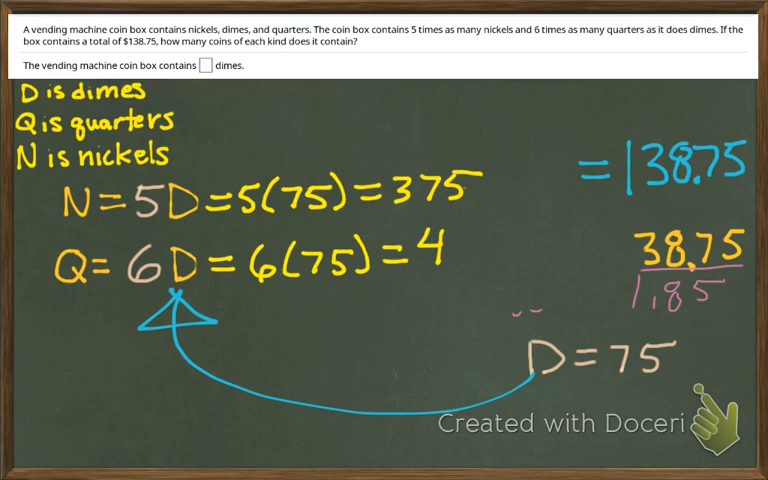 A vending machine coin box contains nickels, dimes, and quarters. The coin box contains 5 times as many nickels and 6 times as many quarters as it does dimes. If the
box contains a total of $138.75, how many coins of each kind does it contain?
The vending machine coin box contains dimes.
D is dimes
Q is quarters
N is nickels
= 138.75
N = 5D = 5(75) = 375
Q = 6D = 6(75) = 4
38.75
1.85
D = 75
Created with Doceri